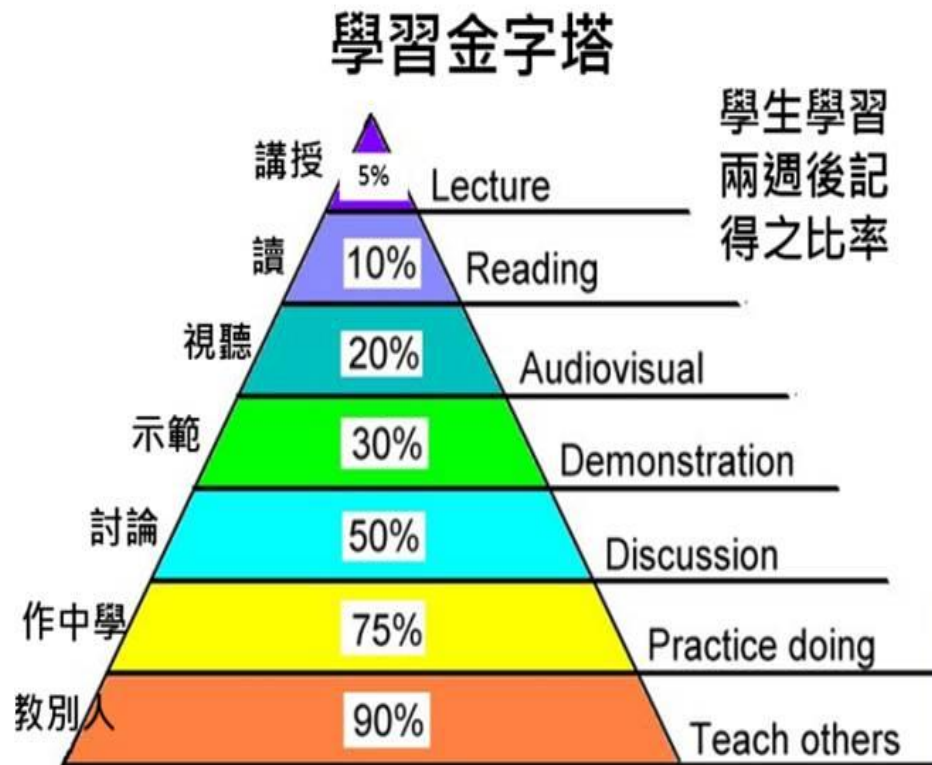 學習金字塔
學生學習
兩週後記
得之比率
講授 5% Lecture
讀 10% Reading
視聽 20% Audiovisual
示範 30% Demonstration
討論 50% Discussion
作中學 75% Practice doing
教別人 90% Teach others